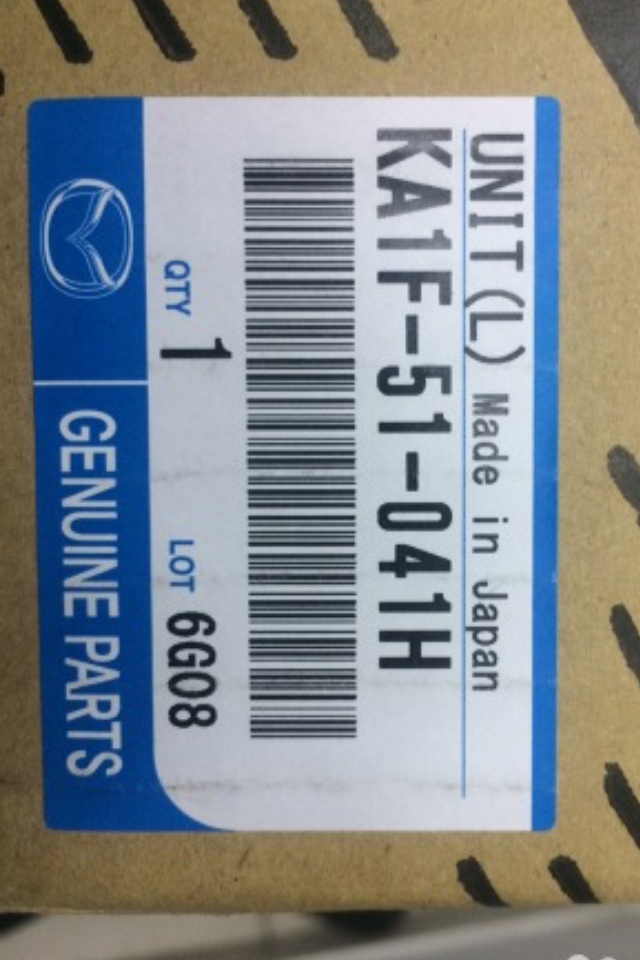 UNIT(L) Made in Japan
KA1F-51-041H
QTY 1 LOT 6G08
GENUINE PARTS